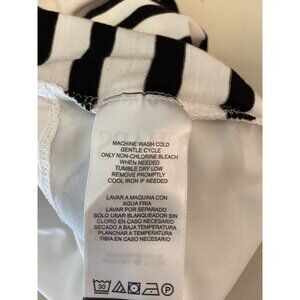 MACHINE WASH COLD
GENTLE CYCLE
ONLY NON-CHLORINE BLEACH
WHEN NEEDED
TUMBLE DRY LOW
REMOVE PROMPTLY
COOL IRON IF NEEDED
LAVAR A MAQUINA CON
AGUA FRIA
LAVAR POR SEPARADO
SOLO USAR BLANQUEADOR SIN
CLORO EN CASO NECESARIO
SECADO A BAJA TEMPERATURA
PLANCHAR A TEMPERATURA
TIBIA EN CASO NECESARIO
30
P